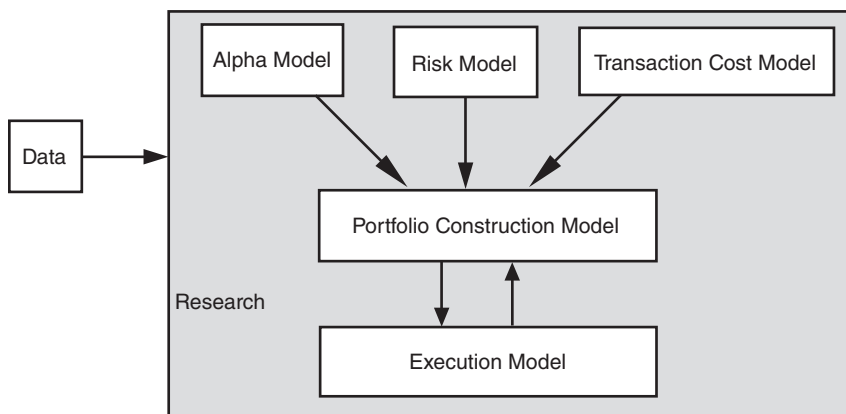 Alpha Model
Risk Model
Transaction Cost Model
Data
Portfolio Construction Model
Research
Execution Model